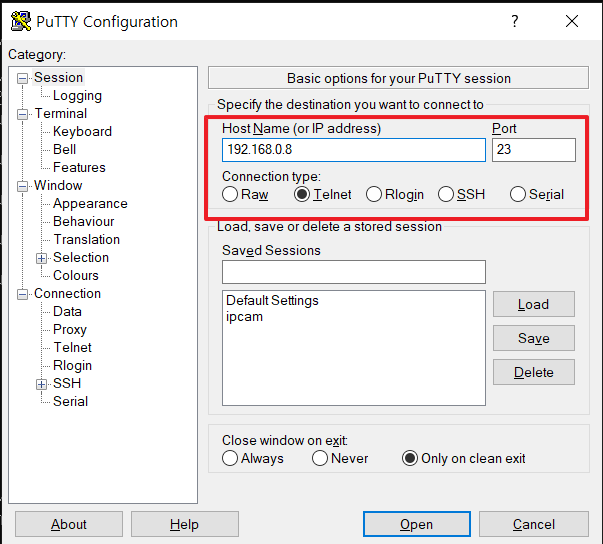 PuTTY Configuration
?
Category:
Session
Logging
Terminal
Keyboard
Bell
Features
Window
Appearance
Behaviour
Translation
Selection
Colours
Connection
Data
Proxy
Telnet
Rlogin
SSH
Serial
Basic options for your PuTTY session
Specify the destination you want to connect to
Host Name (or IP address) Port
192.168.0.8 23
Connection type:
Raw Telnet Rlogin SSH Serial
Load, save or delete a stored session
Saved Sessions
Default Settings
ipcam
Load
Save
Delete
Close window on exit:
Always Never Only on clean exit
About Help Open Cancel